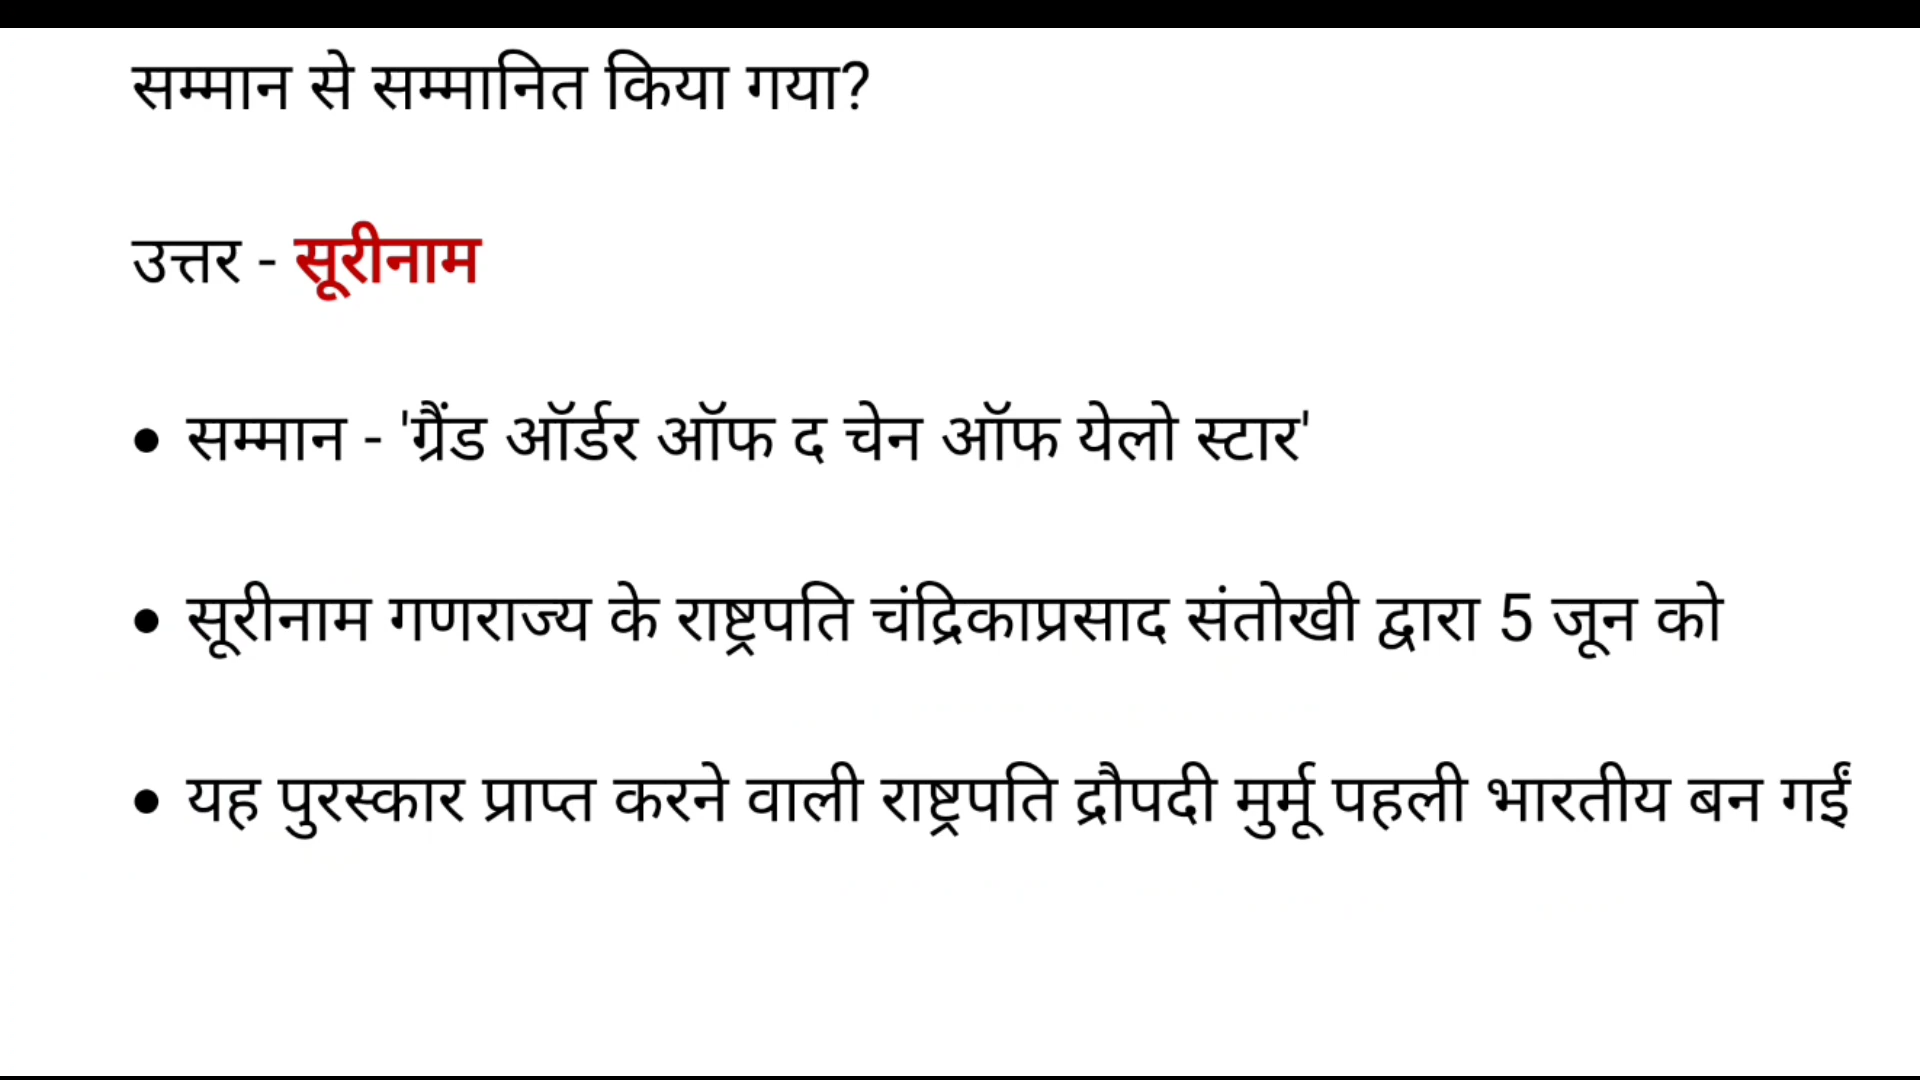 सम्मान से सम्मानित किया गया?
उत्तर - सूरीनाम
• सम्मान - 'ग्रैंड ऑर्डर ऑफ द चेन ऑफ येलो स्टार'
• सूरीनाम गणराज्य के राष्ट्रपति चंद्रिकाप्रसाद संतोखी द्वारा 5 जून को
• यह पुरस्कार प्राप्त करने वाली राष्ट्रपति द्रौपदी मुर्मू पहली भारतीय बन गईं